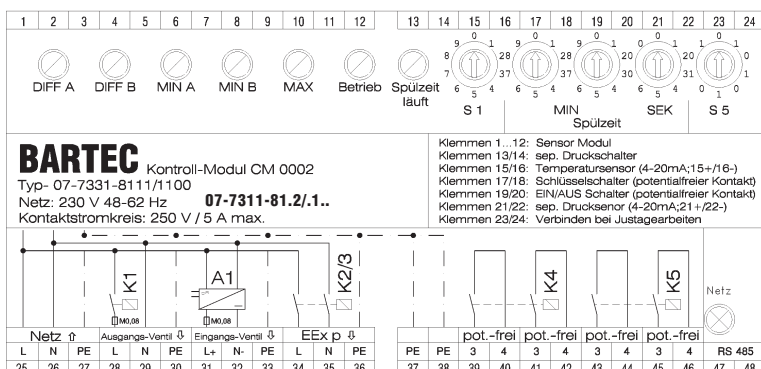 1 2 3 4 5 6 7 8 9 10 11 12 13 14 15 16 17 18 19 20 21 22 23 24
DIFF A DIFF B MIN A MIN B MAX Betrieb Spülzeit läuft
S 1 MIN SEK S 5
Spülzeit
BARTEC Kontroll-Modul CM 0002
Typ- 07-7331-8111/1100
Netz: 230 V 48-62 Hz 07-7311-81.2/.1..
Kontaktstromkreis: 250 V / 5 A max.
Klemmen 1...12: Sensor Modul
Klemmen 13/14: sep. Druckschalter
Klemmen 15/16: Temperatursensor (4-20mA;15+/16-)
Klemmen 17/18: Schlüsselschalter (potentialfreier Kontakt)
Klemmen 19/20: EIN/AUS Schalter (potentialfreier Kontakt)
Klemmen 21/22: sep. Drucksenor (4-20mA;21+/22-)
Klemmen 23/24: Verbinden bei Justagearbeiten
K1 A1 K2/3 K4 K5 Netz
M0,08 M0,08
Netz ⇧ Ausgangs-Ventil ⇩ Eingangs-Ventil ⇩ EEx p ⇩ pot.-frei pot.-frei pot.-frei pot.-frei
L N PE L N PE L+ N- PE L N PE PE PE 3 4 3 4 3 4 3 4 RS 485
25 26 27 28 29 30 31 32 33 34 35 36 37 38 39 40 41 42 43 44 45 46 47 48